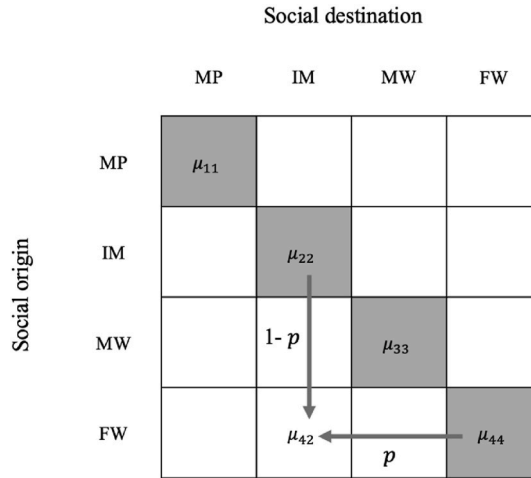 Social destination
MP IM MW FW
Social origin
MP
μ11
IM
μ22
MW
1- p
μ33
FW
μ42
μ44
p